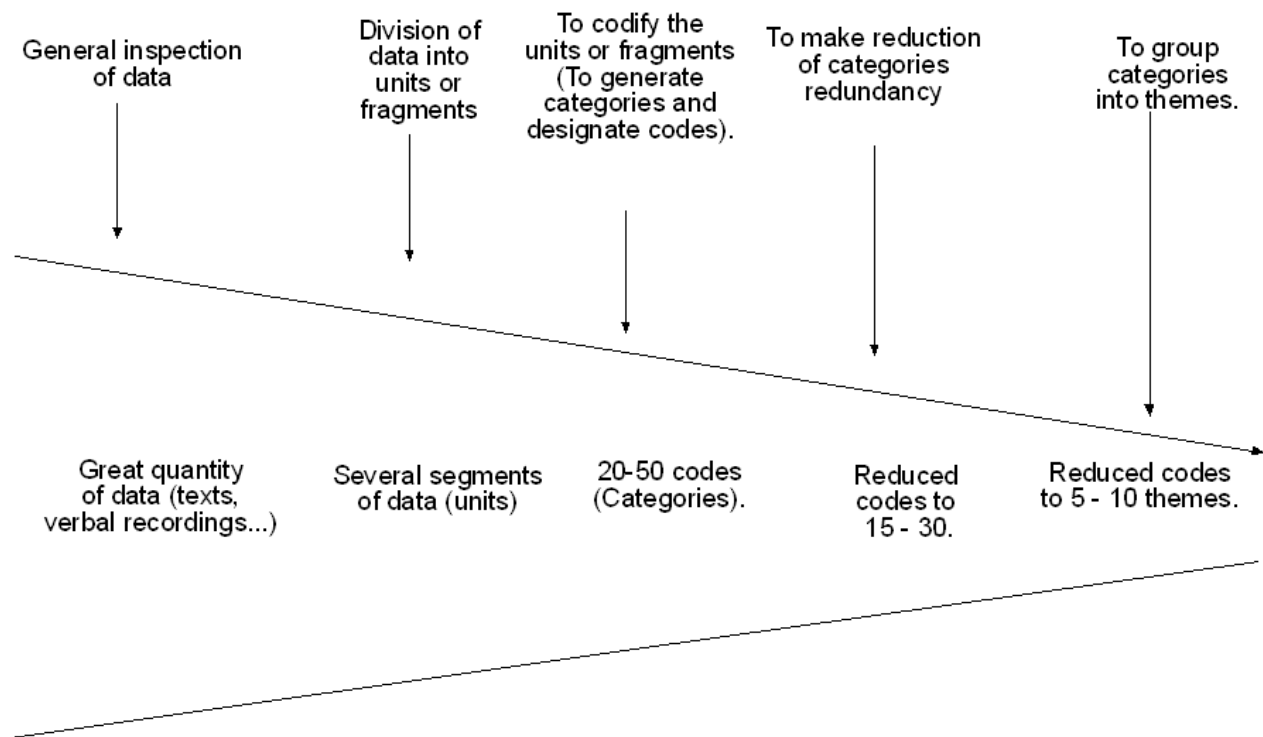 General inspection
of data
Division of
data into
units or
fragments
To codify the
units or fragments
(To generate
categories and
designate codes).
To make reduction
of categories
redundancy
To group
categories
into themes.
Great quantity
of data (texts,
verbal recordings...)
Several segments
of data (units)
20-50 codes
(Categories).
Reduced
codes to
15 - 30.
Reduced codes
to 5 - 10 themes.